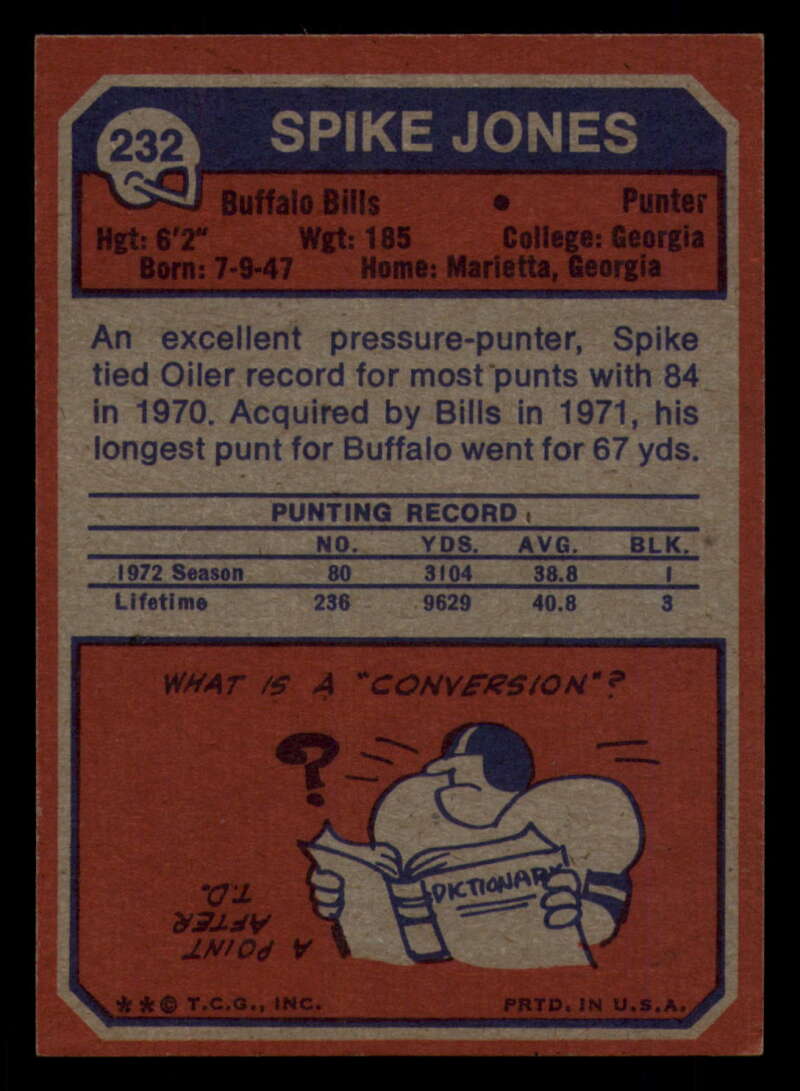 232
SPIKE JONES
Buffalo Bills • Punter
Hgt: 6'2" Wgt: 185 College: Georgia
Born: 7-9-47 Home: Marietta, Georgia
An excellent pressure-punter, Spike
tied Oiler record for most punts with 84
in 1970. Acquired by Bills in 1971, his
longest punt for Buffalo went for 67 yds.
PUNTING RECORD
NO. YDS. AVG. BLK.
1972 Season 80 3104 38.8 1
Lifetime 236 9629 40.8 3
WHAT IS A "CONVERSION"?
?
DICTIONARY
A POINT
AFTER
T.D.
**© T.C.G., INC. PRTD. IN U.S.A.